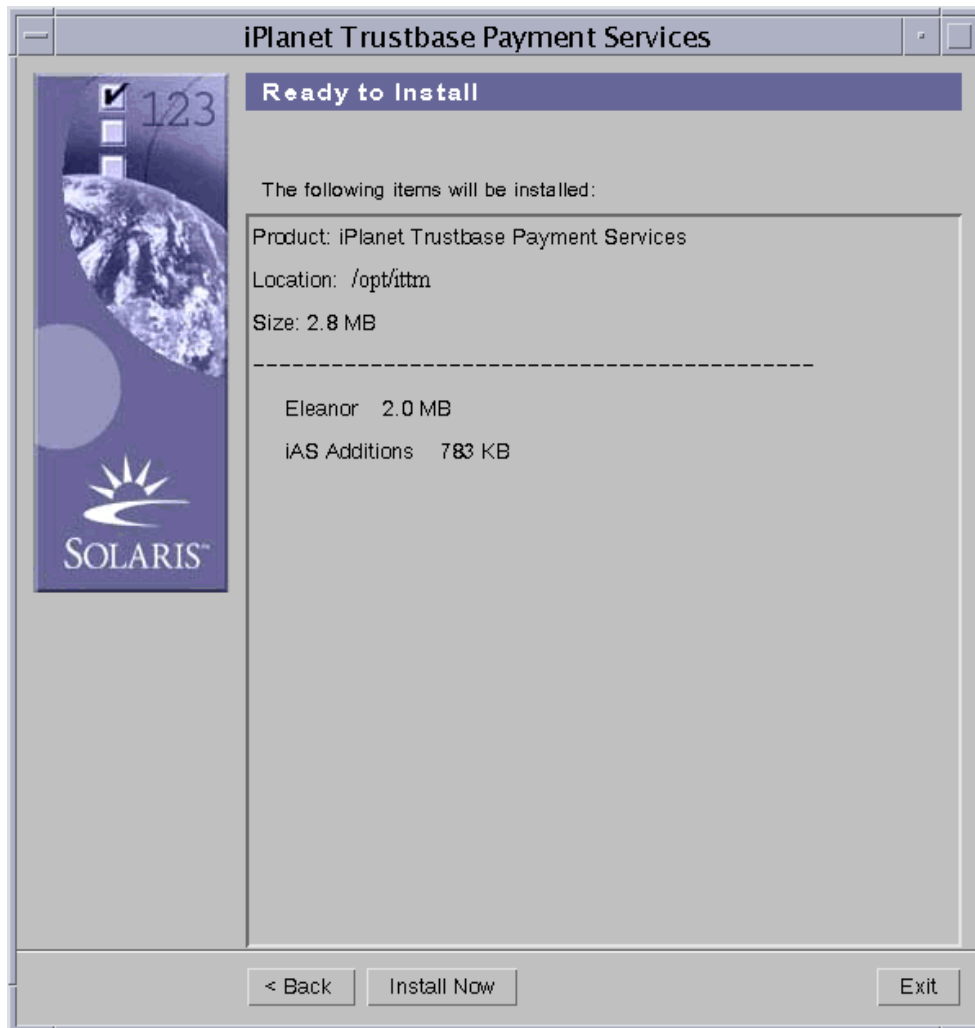 iPlanet Trustbase Payment Services
123
Ready to Install
The following items will be installed:
Product: iPlanet Trustbase Payment Services
Location: /opt/ittm
Size: 2.8 MB
-------------------------------------------
Eleanor 2.0 MB
iAS Additions 783 KB
SOLARIS™
< Back
Install Now
Exit